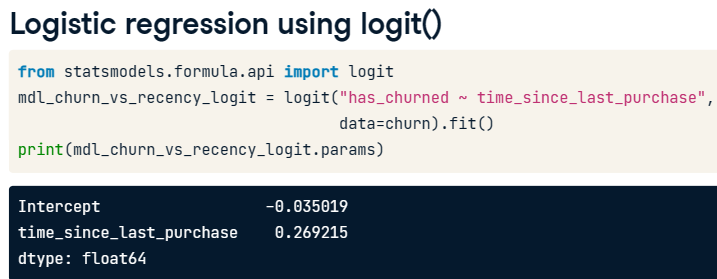 Logistic regression using logit()
from statsmodels.formula.api import logit
mdl_churn_vs_recency_logit = logit("has_churned ~ time_since_last_purchase",
data=churn).fit()
print(mdl_churn_vs_recency_logit.params)
Intercept -0.035019
time_since_last_purchase 0.269215
dtype: float64